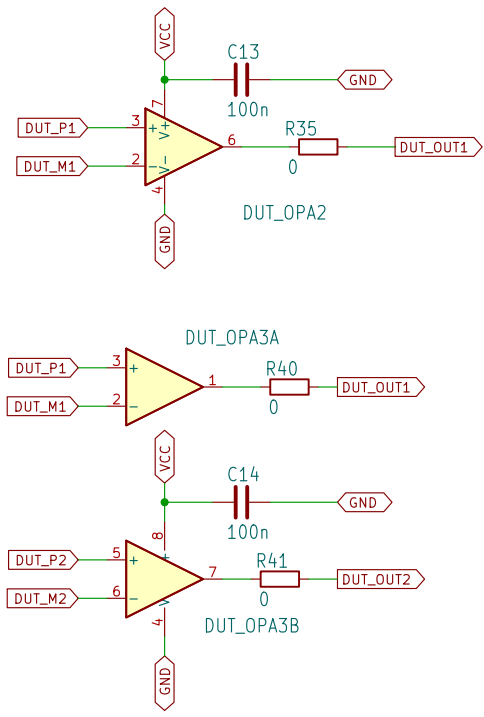 VCC
C13
GND
100n
7
DUT_P1
3
+
V+
R35
6
DUT_OUT1
DUT_M1
2
-
V-
0
4
GND
DUT_OPA2
DUT_OPA3A
DUT_P1
3
+
1
R40
DUT_OUT1
DUT_M1
2
-
0
VCC
C14
GND
100n
8
DUT_P2
5
+
R41
7
DUT_OUT2
DUT_M2
6
-
0
4
DUT_OPA3B
GND